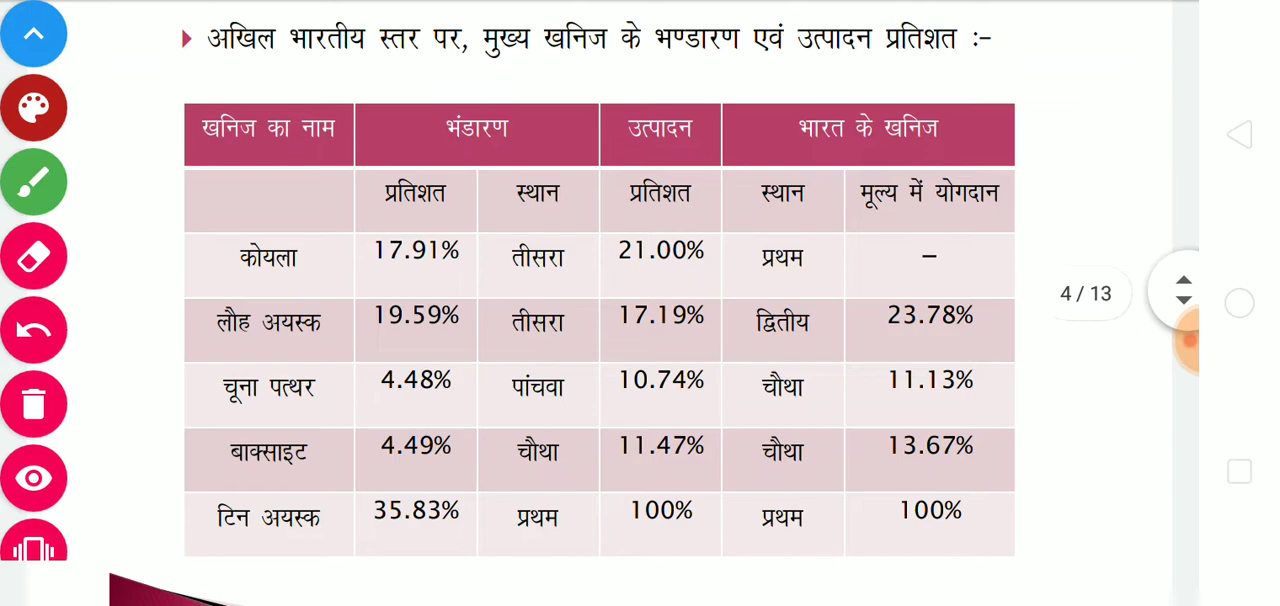 अखिल भारतीय स्तर पर, मुख्य खनिज के भण्डारण एवं उत्पादन प्रतिशत :–
खनिज का नाम भंडारण उत्पादन भारत के खनिज
प्रतिशत स्थान प्रतिशत स्थान मूल्य में योगदान
कोयला 17.91% तीसरा 21.00% प्रथम –
लौह अयस्क 19.59% तीसरा 17.19% द्वितीय 23.78%
चूना पत्थर 4.48% पांचवा 10.74% चौथा 11.13%
बाक्साइट 4.49% चौथा 11.47% चौथा 13.67%
टिन अयस्क 35.83% प्रथम 100% प्रथम 100%
4 / 13